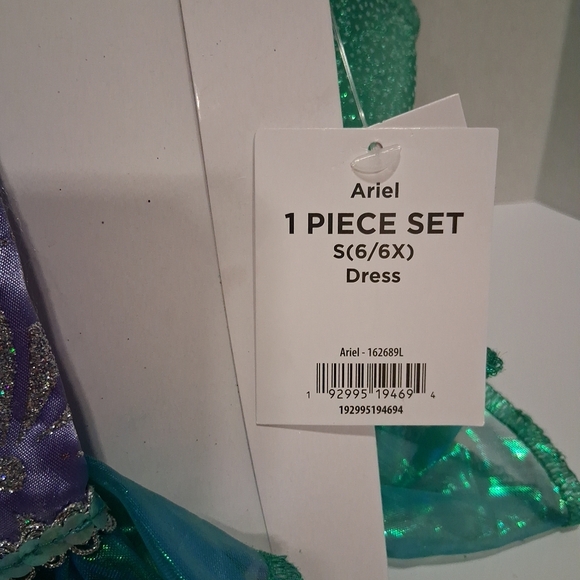 Ariel
1 PIECE SET
S(6/6X)
Dress
Ariel - 162689L
1 92995 19469 4
192995194694